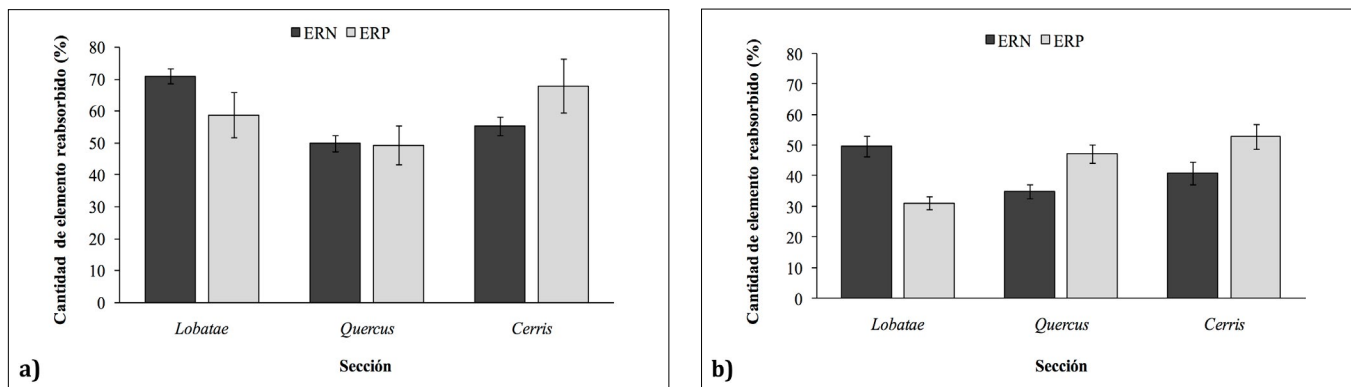 ERN ERP
Cantidad de elemento reabsorbido (%)
80
70
60
50
40
30
20
10
0
Lobatae Quercus Cerris
Sección
a)
ERN ERP
Cantidad de elemento reabsorbido (%)
80
70
60
50
40
30
20
10
0
Lobatae Quercus Cerris
Sección
b)